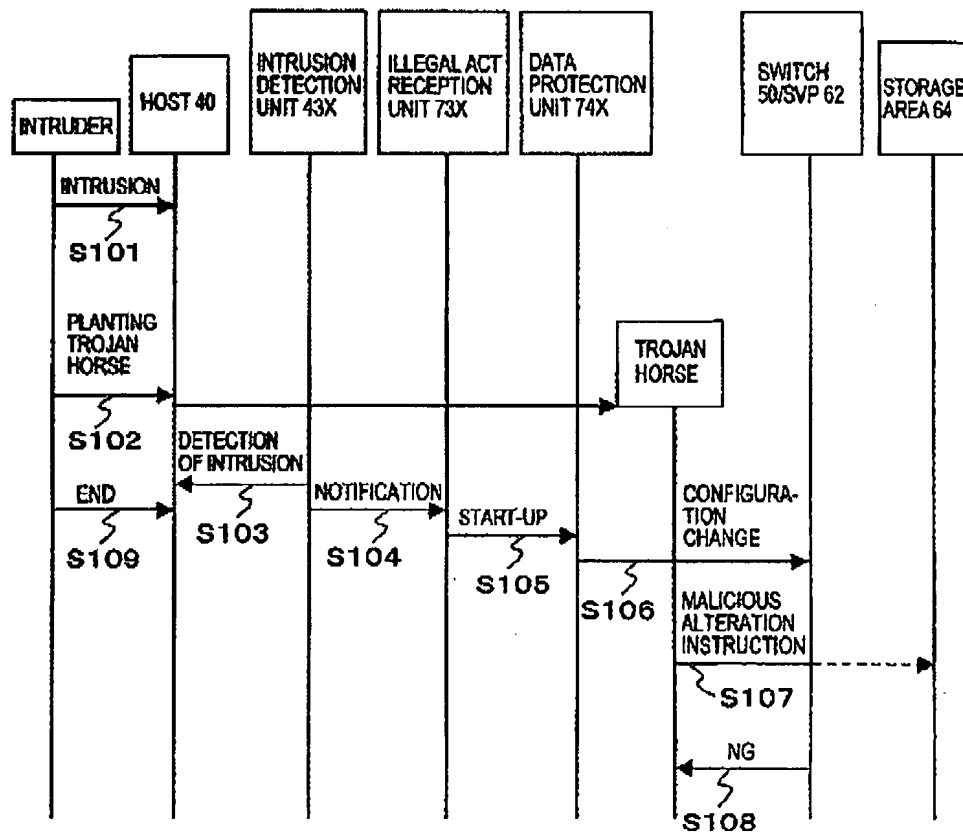 INTRUDER
HOST 40
INTRUSION
DETECTION
UNIT 43X
ILLEGAL ACT
RECEPTION
UNIT 73X
DATA
PROTECTION
UNIT 74X
SWITCH
50/SVP 62
STORAGE
AREA 64
INTRUSION
S101
PLANTING
TROJAN
HORSE
S102
TROJAN
HORSE
DETECTION
OF INTRUSION
S103
END
S109
NOTIFICATION
S104
START-UP
S105
CONFIGURA-
TION
CHANGE
S106
MALICIOUS
ALTERATION
INSTRUCTION
S107
NG
S108